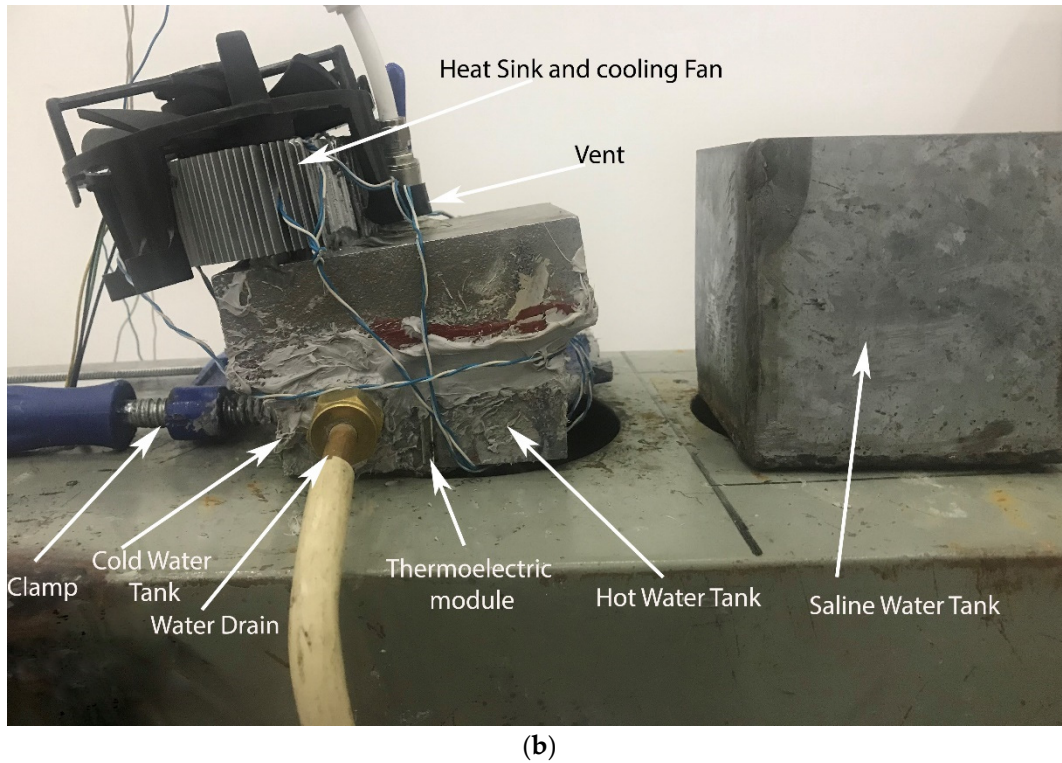 Heat Sink and cooling Fan
Vent
Cold Water
Tank
Clamp
Water Drain
Thermoelectric
module
Hot Water Tank
Saline Water Tank
(b)